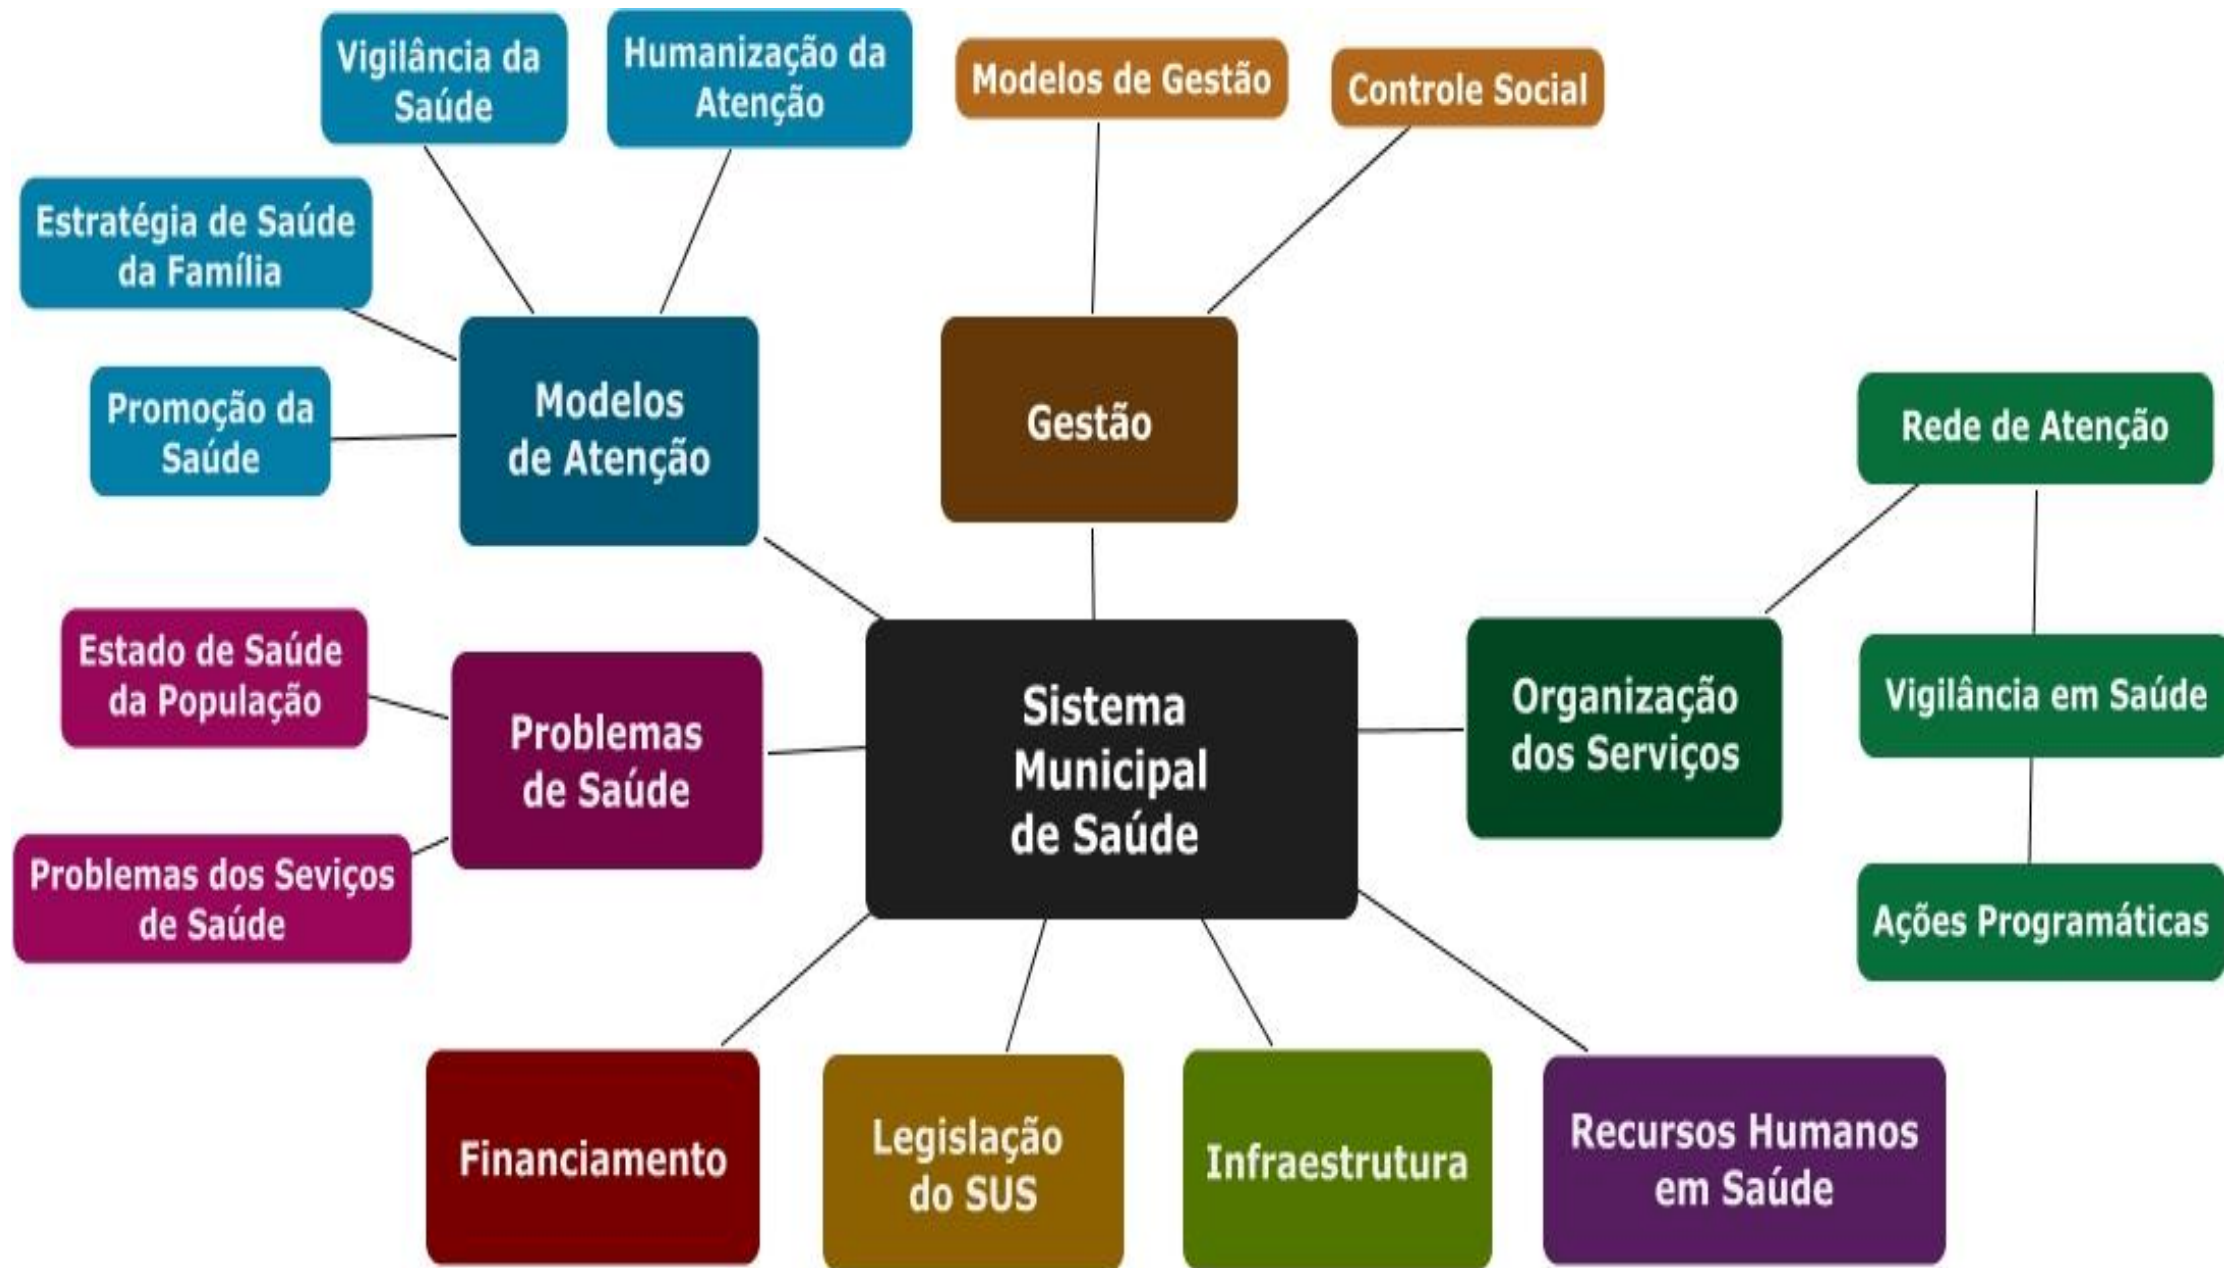 Vigilância da
Saúde
Humanização da
Atenção
Modelos de Gestão
Controle Social
Estratégia de Saúde
da Família
Promoção da
Saúde
Modelos
de Atenção
Gestão
Rede de Atenção
Estado de Saúde
da População
Problemas
de Saúde
Sistema
Municipal
de Saúde
Organização
dos Serviços
Vigilância em Saúde
Problemas dos Seviços
de Saúde
Ações Programáticas
Financiamento
Legislação
do SUS
Infraestrutura
Recursos Humanos
em Saúde